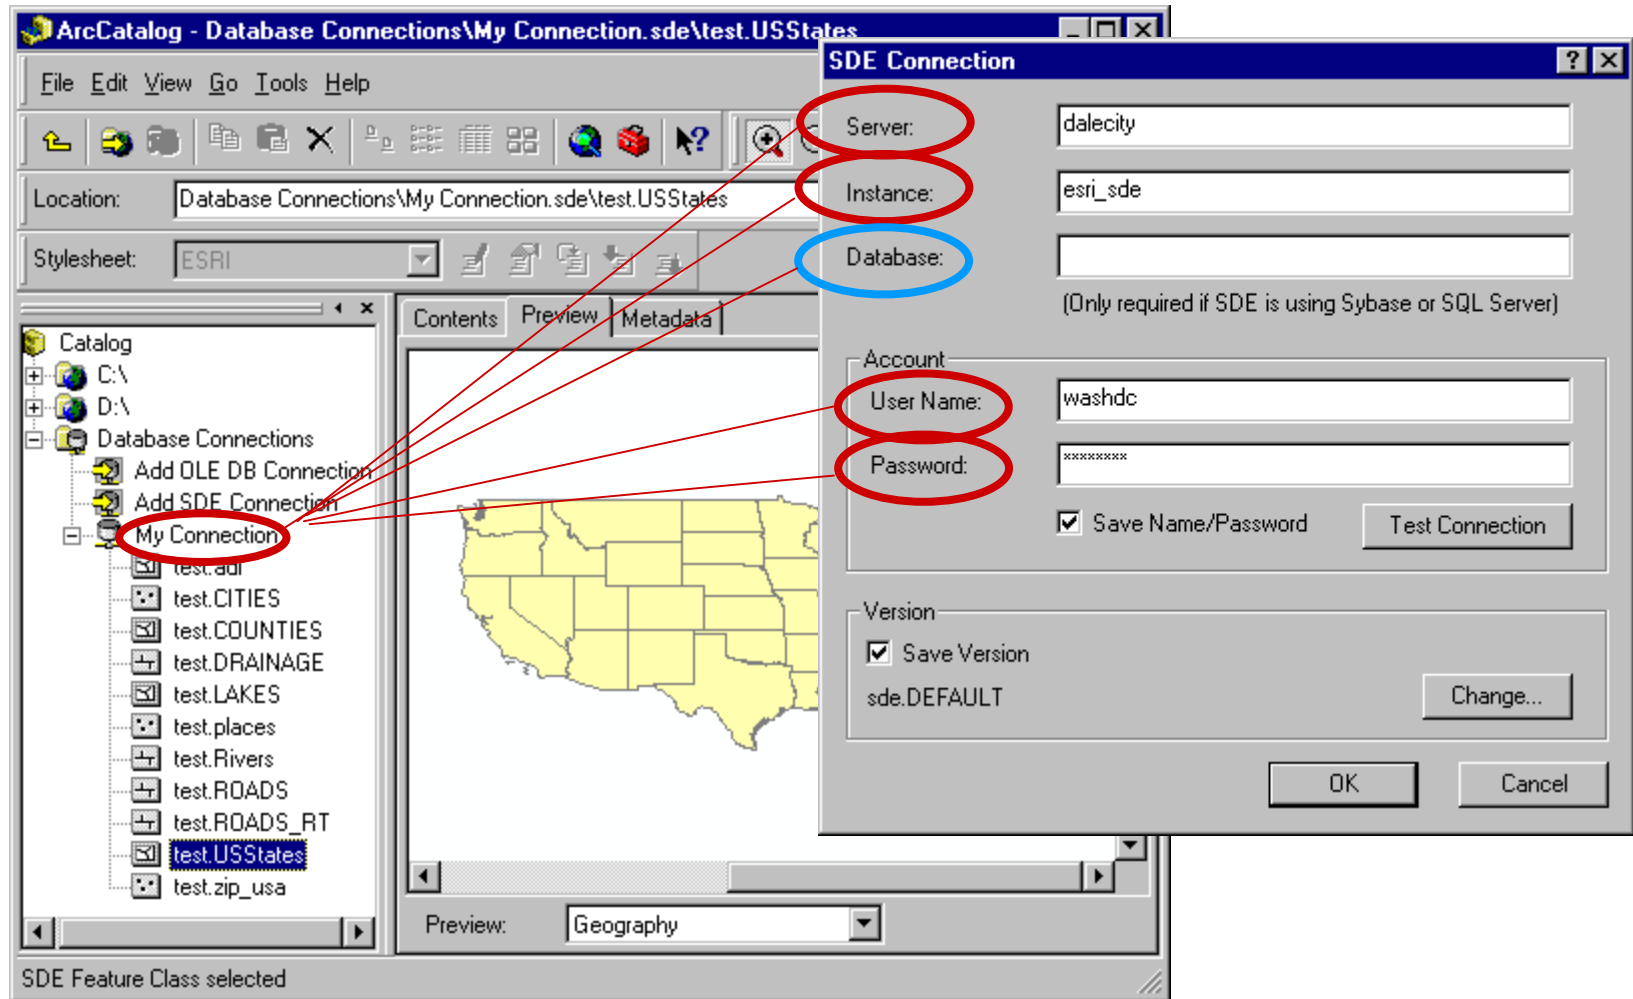 ArcCatalog - Database Connections\My Connection.sde\test.USStates
File Edit View Go Tools Help
Location: Database Connections\My Connection.sde\test.USStates
Stylesheet: ESRI
Catalog
C:\
D:\
Database Connections
Add OLE DB Connection
Add SDE Connection
My Connection
test.adi
test.CITIES
test.COUNTIES
test.DRAINAGE
test.LAKES
test.places
test.Rivers
test.ROADS
test.ROADS_RT
test.USStates
test.zip_usa
Contents Preview Metadata
Preview: Geography
SDE Feature Class selected
SDE Connection
Server: dalecity
Instance: esri_sde
Database:
(Only required if SDE is using Sybase or SQL Server)
Account
User Name: washdc
Password: ********
Save Name/Password Test Connection
Version
Save Version
sde.DEFAULT Change...
OK Cancel